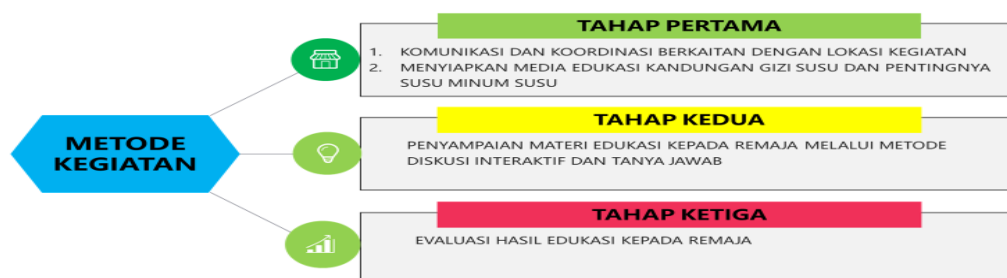 METODE
KEGIATAN
TAHAP PERTAMA
1. KOMUNIKASI DAN KOORDINASI BERKAITAN DENGAN LOKASI KEGIATAN
2. MENYIAPKAN MEDIA EDUKASI KANDUNGAN GIZI SUSU DAN PENTINGNYA
SUSU MINUM SUSU
TAHAP KEDUA
PENYAMPAIAN MATERI EDUKASI KEPADA REMAJA MELALUI METODE
DISKUSI INTERAKTIF DAN TANYA JAWAB
TAHAP KETIGA
EVALUASI HASIL EDUKASI KEPADA REMAJA